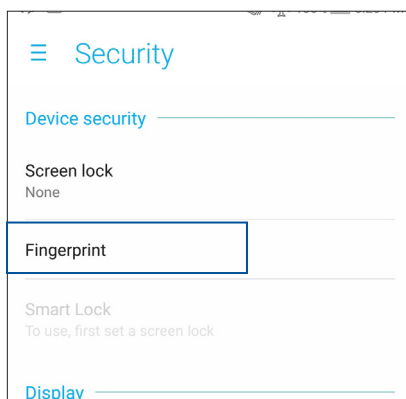 Security
Device security
Screen lock
None
Fingerprint
Smart Lock
To use, first set a screen lock
Display